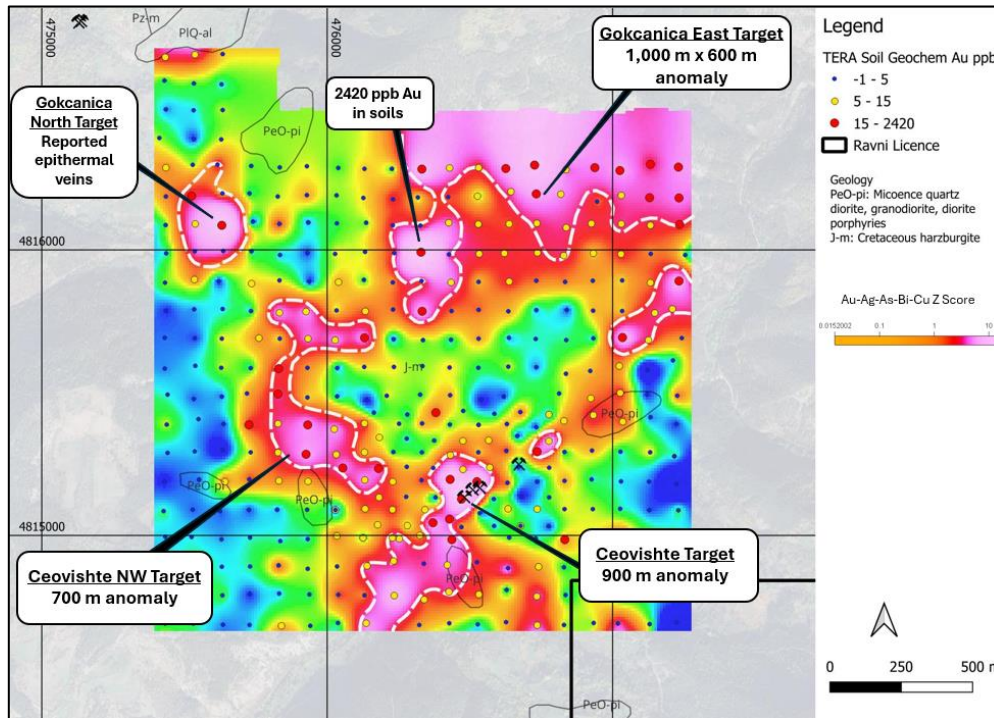 475000
476000
Pz-m
PlQ-al
Gokcanica East Target
1,000 m x 600 m
anomaly
2420 ppb Au
in soils
Gokcanica
North Target
Reported
epithermal
veins
PeO-pi
4816000
J-m
PeO-pi
PeO-pi
PeO-pi
4815000
Ceovishte NW Target
700 m anomaly
Ceovishte Target
900 m anomaly
PeO-pi
PeO-pi
Legend
TERA Soil Geochem Au ppb
-1 - 5
5 - 15
15 - 2420
Ravni Licence
Geology
PeO-pi: Micoence quartz
diorite, granodiorite, diorite
porphyries
J-m: Cretaceous harzburgite
Au-Ag-As-Bi-Cu Z Score
0.0152002 0.1 1 10
0 250 500 m